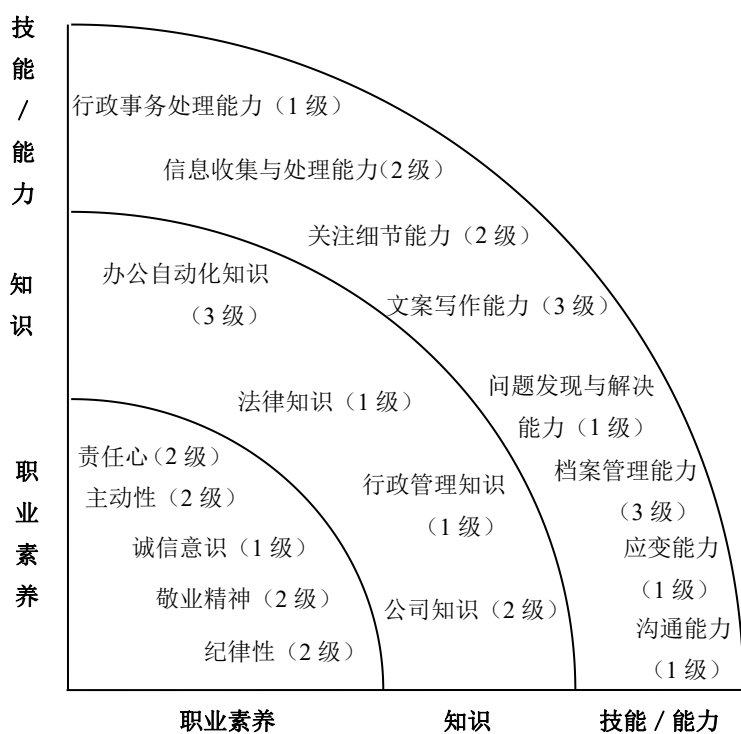 技能/能力
行政事务处理能力（1 级）
信息收集与处理能力（2 级）
关注细节能力（2 级）
知识
办公自动化知识
（3 级）
文案写作能力（3 级）
问题发现与解决
能力（1 级）
法律知识（1 级）
职业素养
责任心（2 级）
主动性（2 级）
诚信意识（1 级）
敬业精神（2 级）
纪律性（2 级）
行政管理知识
（1 级）
公司知识（2 级）
档案管理能力
（3 级）
应变能力
（1 级）
沟通能力
（1 级）
职业素养
知识
技能/能力